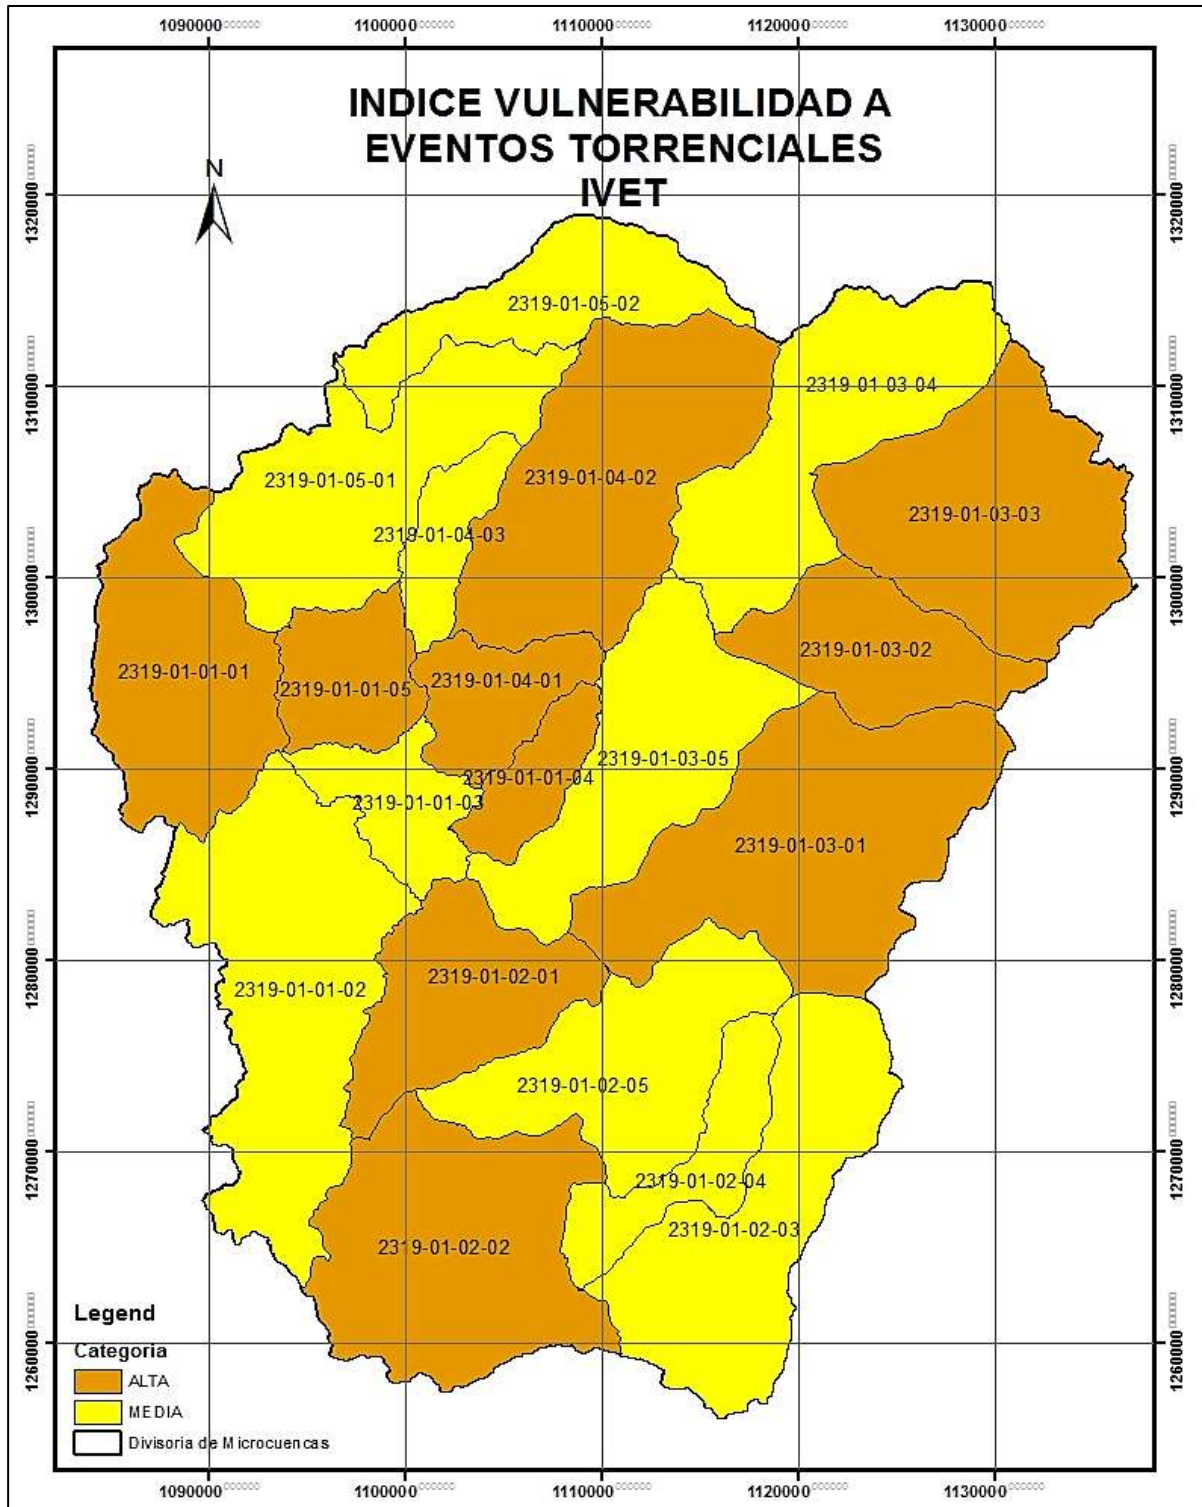 1090000 1100000 1110000 1120000 1130000
INDICE VULNERABILIDAD A
EVENTOS TORRENCIALES
IVET
N
1320000 1320000
2319-01-05-02
1310000 1310000
2319-01-03-04
2319-01-05-01
2319-01-04-02
2319-01-03-03
2319-01-04-03
1300000 1300000
2319-01-03-02
2319-01-01-01
2319-01-04-01
2319-01-01-05
2319-01-03-05
2319-01-01-04
1290000 1290000
2319-01-01-03
2319-01-03-01
2319-01-02-01
1280000 1280000
2319-01-01-02
2319-01-02-05
1270000 1270000
2319-01-02-04
2319-01-02-03
2319-01-02-02
Legend
1260000 1260000
Categoria
ALTA
MEDIA
Divisoria de Microcuencas
1090000 1100000 1110000 1120000 1130000